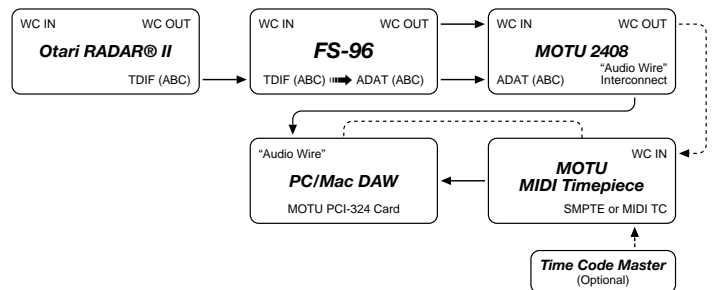 WC IN WC OUT
Otari RADAR® II
TDIF (ABC)
WC IN WC OUT
FS-96
TDIF (ABC) ADAT (ABC)
WC IN WC OUT
MOTU 2408
"Audio Wire"
ADAT (ABC) Interconnect
"Audio Wire"
PC/Mac DAW
MOTU PCI-324 Card
WC IN
MOTU
MIDI Timepiece
SMPTE or MIDI TC
Time Code Master
(Optional)